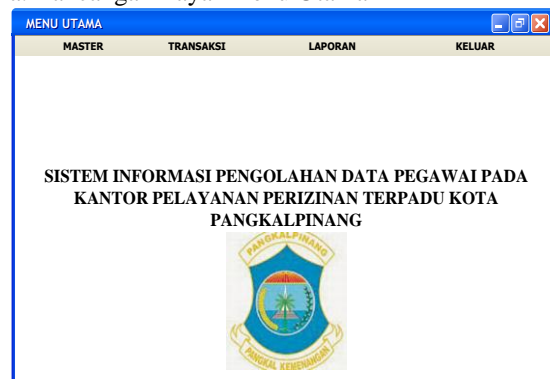 MENU UTAMA
MASTER TRANSAKSI LAPORAN KELUAR
SISTEM INFORMASI PENGOLAHAN DATA PEGAWAI PADA
KANTOR PELAYANAN PERIZINAN TERPADU KOTA
PANGKALPINANG
PANGKALPINANG
PANGKAL KEMENANGAN